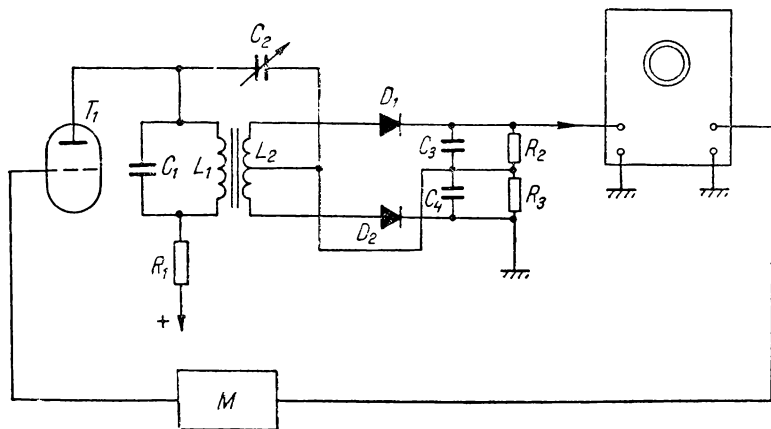 C₂
T₁
D₁
C₁
L₁
L₂
C₃
R₂
C₄
R₃
D₂
R₁
+
M